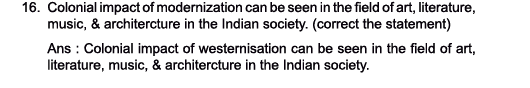 16. Colonial impact of modernization can be seen in the field of art, literature,
music, & architercture in the Indian society. (correct the statement)
Ans : Colonial impact of westernisation can be seen in the field of art,
literature, music, & architercture in the Indian society.